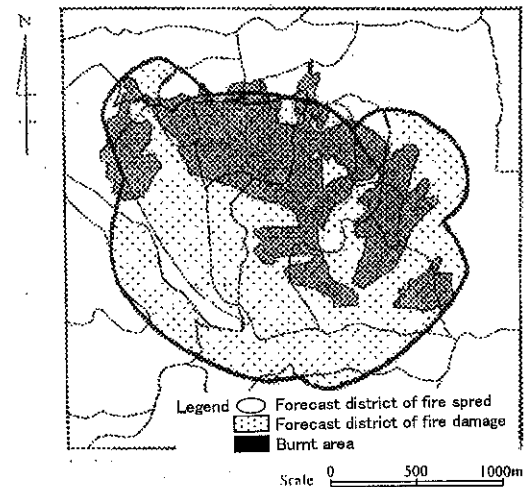 N
Legend Forecast district of fire spred
Forecast district of fire damage
Burnt area
Scale 0 500 1000m